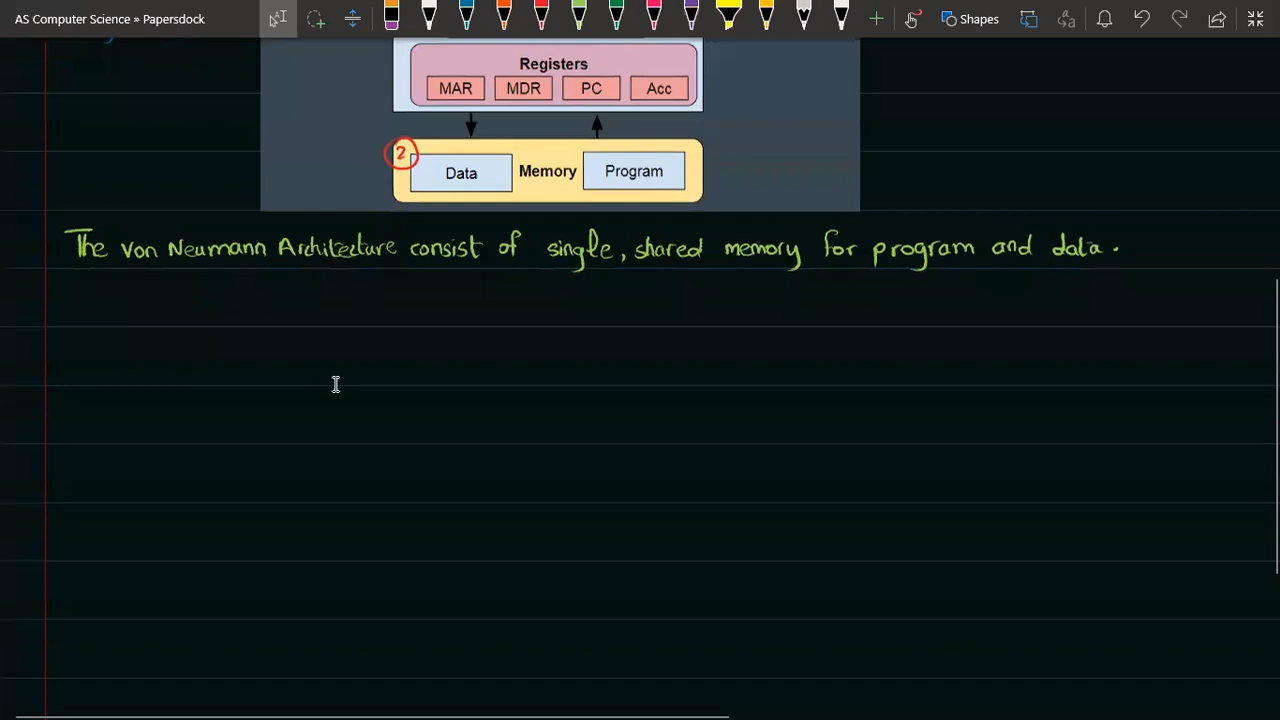 AS Computer Science » Papersdock
Shapes
Registers
MAR MDR PC Acc
2
Data Memory Program
The von Neumann Architecture consist of single, shared memory for program and data.